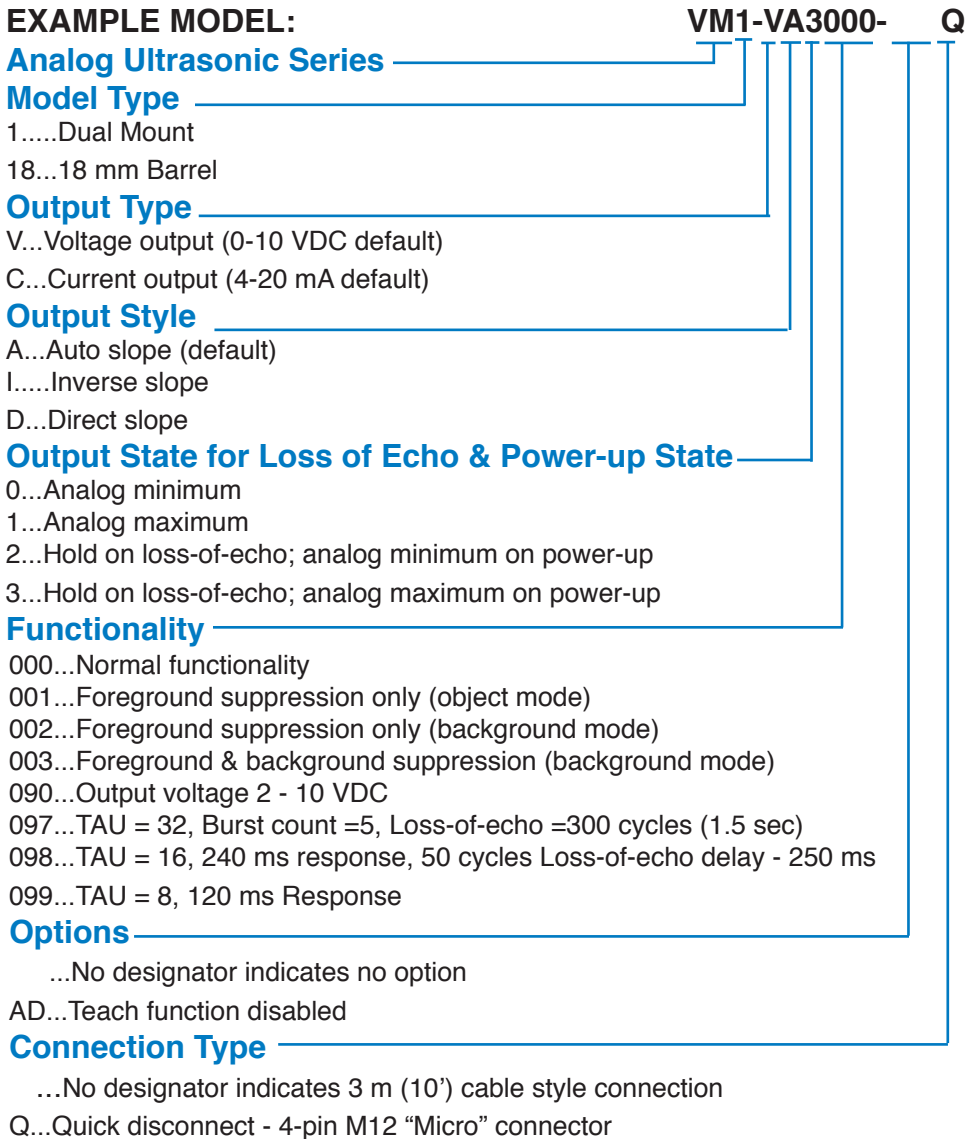 EXAMPLE MODEL: VM1-VA3000- Q
Analog Ultrasonic Series
Model Type
1.....Dual Mount
18...18 mm Barrel
Output Type
V...Voltage output (0-10 VDC default)
C...Current output (4-20 mA default)
Output Style
A...Auto slope (default)
I.....Inverse slope
D...Direct slope
Output State for Loss of Echo & Power-up State
0...Analog minimum
1...Analog maximum
2...Hold on loss-of-echo; analog minimum on power-up
3...Hold on loss-of-echo; analog maximum on power-up
Functionality
000...Normal functionality
001...Foreground suppression only (object mode)
002...Foreground suppression only (background mode)
003...Foreground & background suppression (background mode)
090...Output voltage 2 - 10 VDC
097...TAU = 32, Burst count =5, Loss-of-echo =300 cycles (1.5 sec)
098...TAU = 16, 240 ms response, 50 cycles Loss-of-echo delay - 250 ms
099...TAU = 8, 120 ms Response
Options
...No designator indicates no option
AD...Teach function disabled
Connection Type
...No designator indicates 3 m (10’) cable style connection
Q...Quick disconnect - 4-pin M12 “Micro” connector